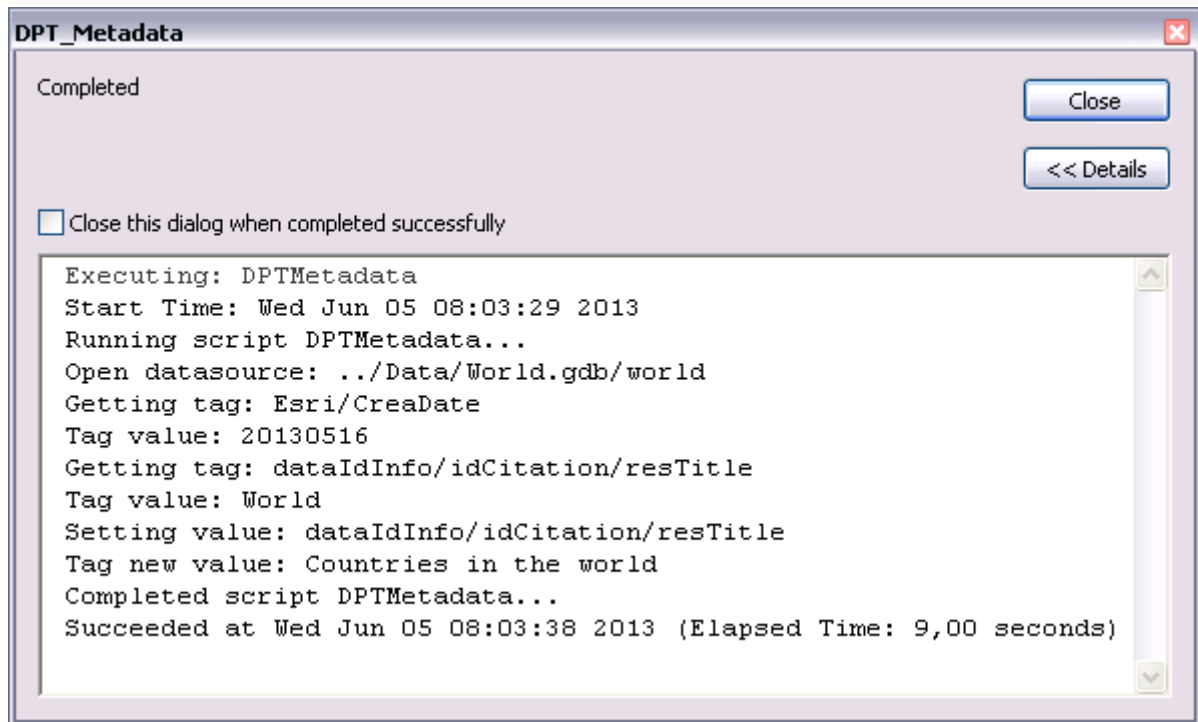 DPT_Metadata
Completed
Close
<< Details
Close this dialog when completed successfully
Executing: DPTMetadata
Start Time: Wed Jun 05 08:03:29 2013
Running script DPTMetadata...
Open datasource: ../Data/World.gdb/world
Getting tag: Esri/CreaDate
Tag value: 20130516
Getting tag: dataIdInfo/idCitation/resTitle
Tag value: World
Setting value: dataIdInfo/idCitation/resTitle
Tag new value: Countries in the world
Completed script DPTMetadata...
Succeeded at Wed Jun 05 08:03:38 2013 (Elapsed Time: 9,00 seconds)